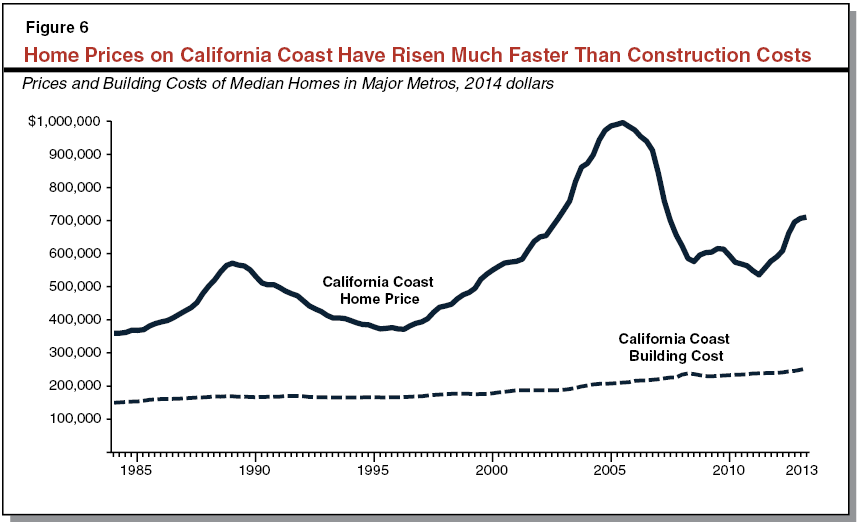 Figure 6
Home Prices on California Coast Have Risen Much Faster Than Construction Costs
Prices and Building Costs of Median Homes in Major Metros, 2014 dollars
$1,000,000
900,000
800,000
700,000
600,000
500,000
400,000
300,000
200,000
100,000
California Coast
Home Price
California Coast
Building Cost
1985
1990
1995
2000
2005
2010
2013